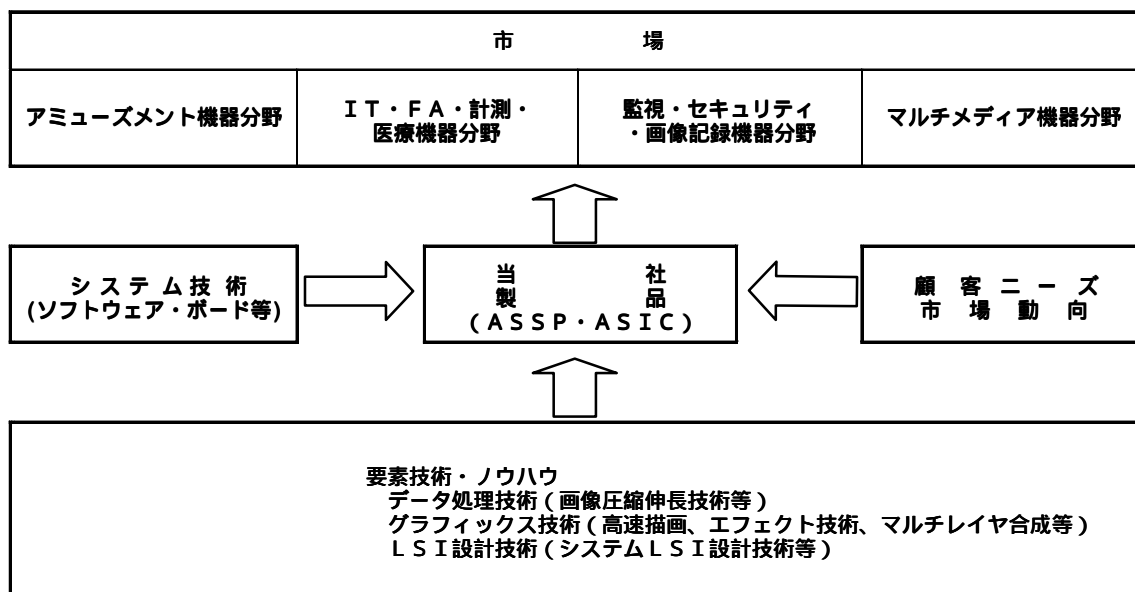 市場
アミューズメント機器分野
ＩＴ・ＦＡ・計測・
医療機器分野
監視・セキュリティ
・画像記録機器分野
マルチメディア機器分野
システム技術
(ソフトウェア・ボード等)
当社
製品
(ＡＳＳＰ・ＡＳＩＣ)
顧客ニーズ
市場動向
要素技術・ノウハウ
データ処理技術(画像圧縮伸長技術等)
グラフィックス技術(高速描画、エフェクト技術、マルチレイヤ合成等)
ＬＳＩ設計技術(システムＬＳＩ設計技術等)